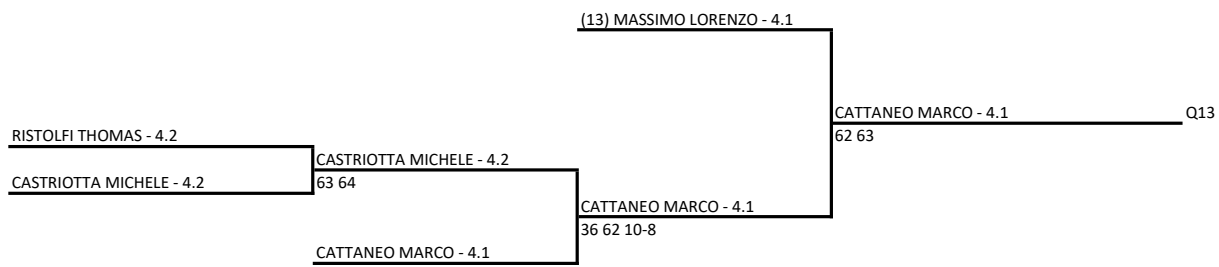 (13) MASSIMO LORENZO - 4.1
CATTANEO MARCO - 4.1
Q13
RISTOLFI THOMAS - 4.2
62 63
CASTRIOTTA MICHELE - 4.2
CASTRIOTTA MICHELE - 4.2
63 64
CATTANEO MARCO - 4.1
36 62 10-8
CATTANEO MARCO - 4.1